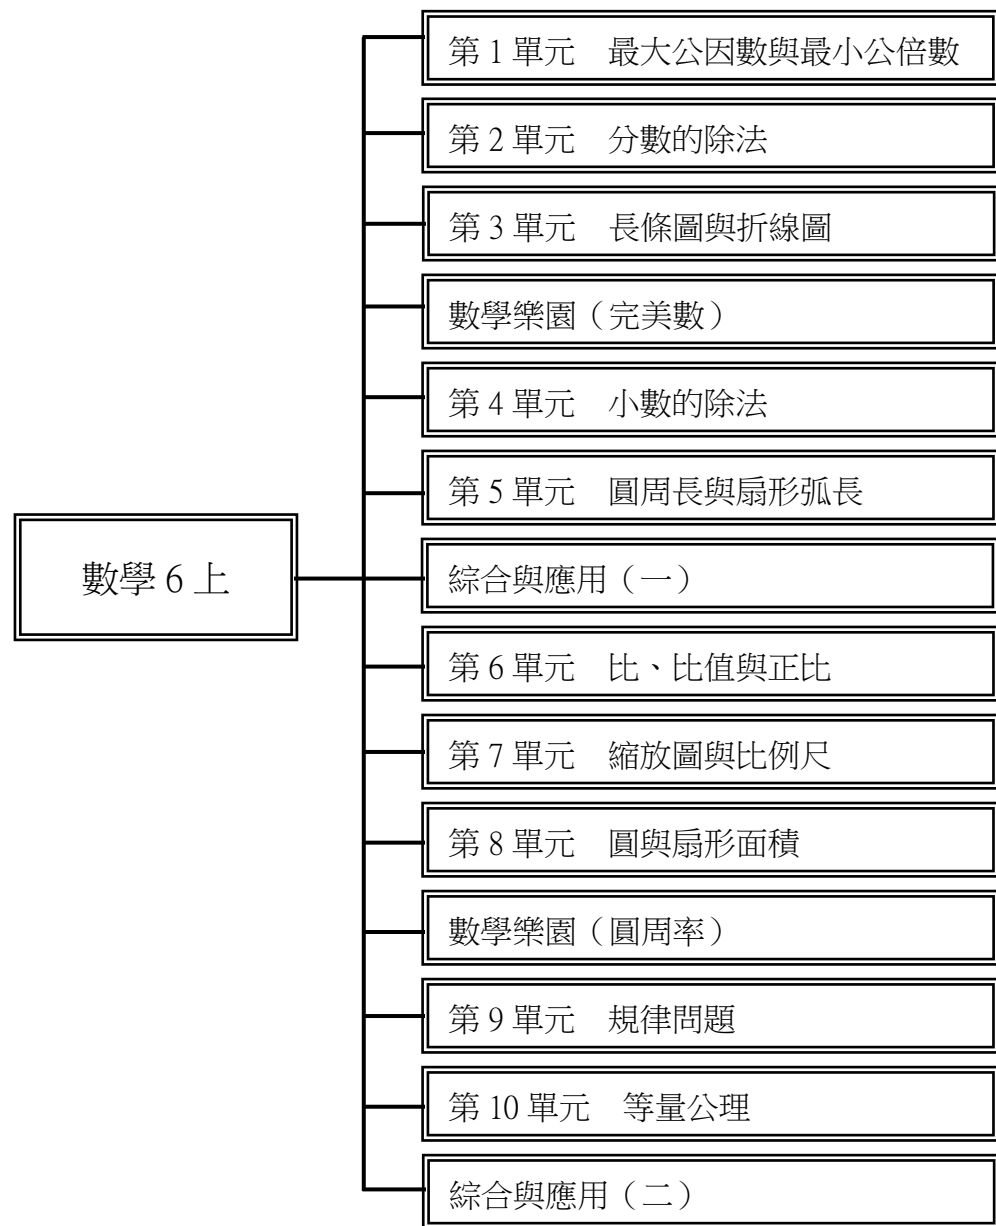 第 1 單元　最大公因數與最小公倍數
第 2 單元　分數的除法
第 3 單元　長條圖與折線圖
數學樂園（完美數）
第 4 單元　小數的除法
第 5 單元　圓周長與扇形弧長
數學 6 上
綜合與應用（一）
第 6 單元　比、比值與正比
第 7 單元　縮放圖與比例尺
第 8 單元　圓與扇形面積
數學樂園（圓周率）
第 9 單元　規律問題
第 10 單元　等量公理
綜合與應用（二）